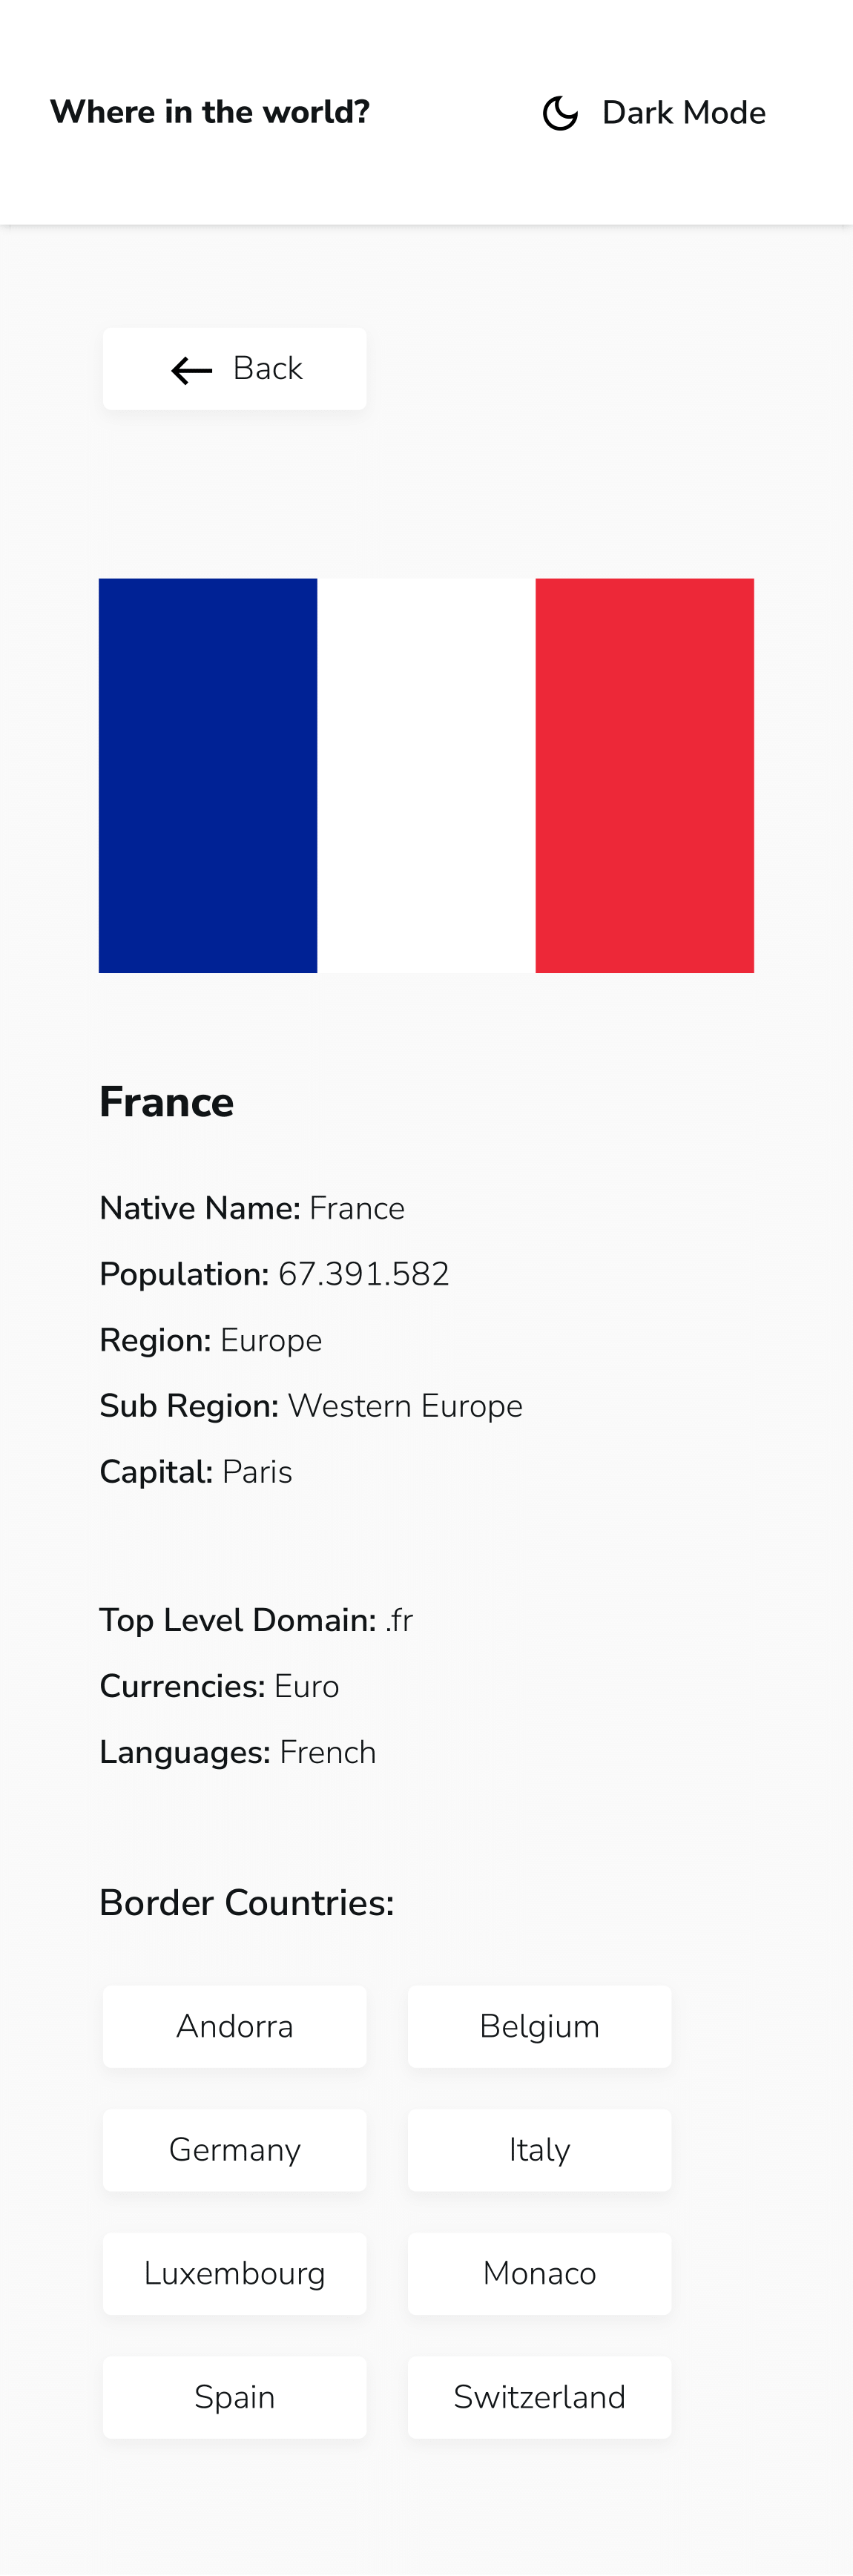 Where in the world? Dark Mode
Back
France
Native Name: France
Population: 67.391.582
Region: Europe
Sub Region: Western Europe
Capital: Paris
Top Level Domain: .fr
Currencies: Euro
Languages: French
Border Countries:
Andorra Belgium
Germany Italy
Luxembourg Monaco
Spain Switzerland